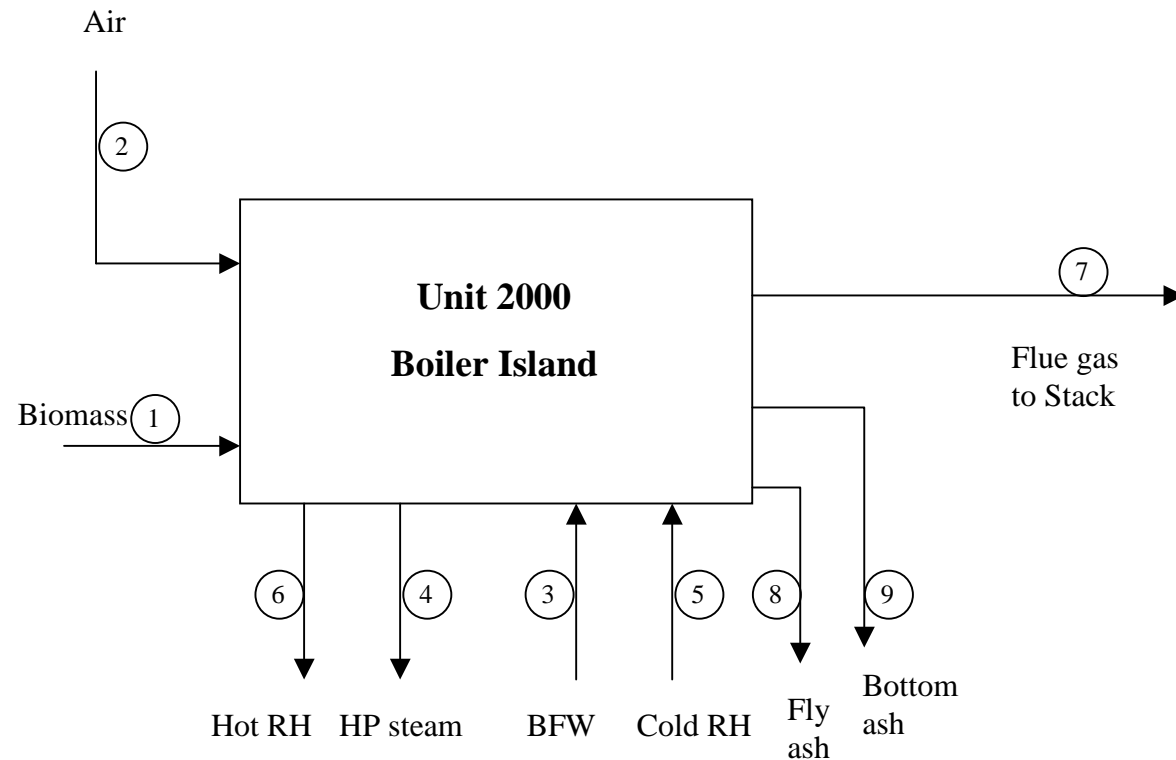 Air
2
Unit 2000
Boiler Island
7
Flue gas
to Stack
Biomass 1
6
4
3
5
8
9
Hot RH
HP steam
BFW
Cold RH
Fly
ash
Bottom
ash